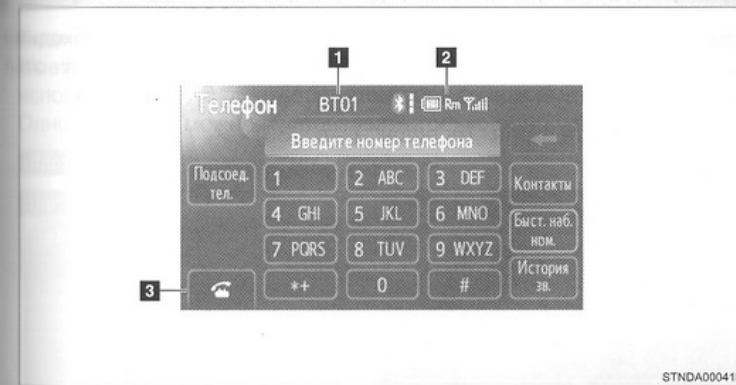 1 2
Телефон BT01 Rm
Введите номер телефона
Подсоед. тел.
1 2 ABC 3 DEF
Контакты
4 GHI 5 JKL 6 MNO
Быст. наб. ном.
7 PQRS 8 TUV 9 WXYZ
История зв.
3
*+ 0 #
STNDA00041